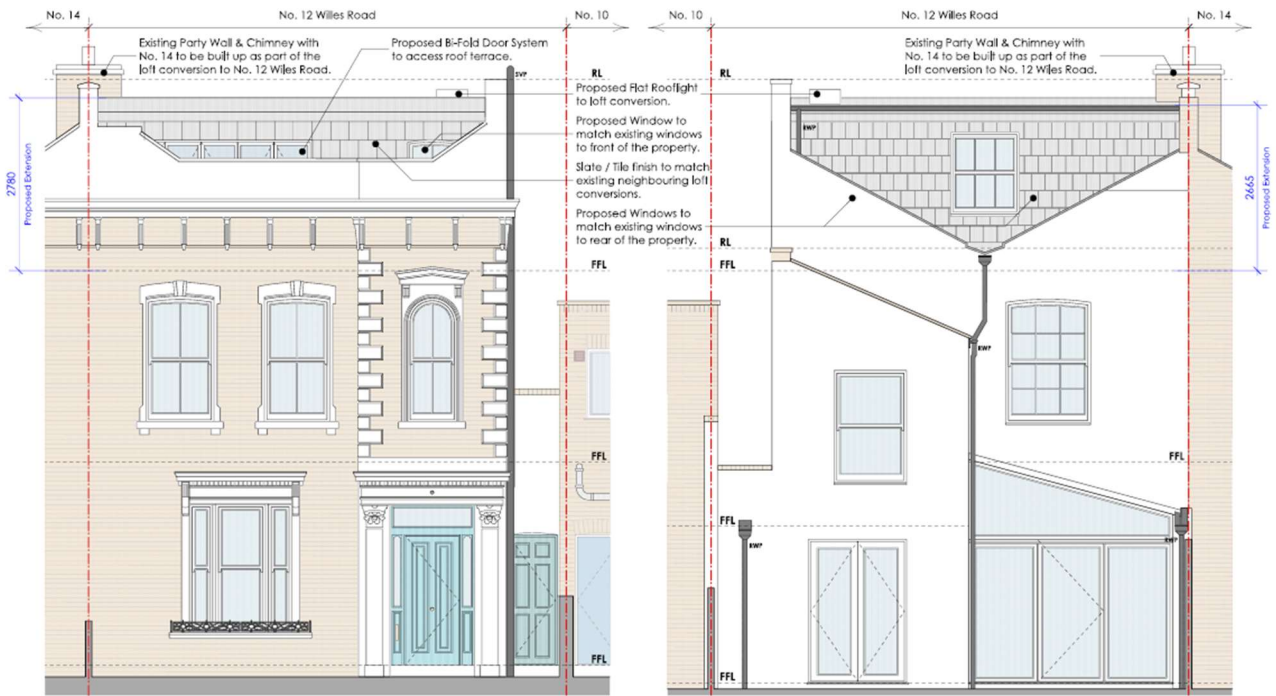 No. 14
No. 12 Willes Road
No. 10
No. 10
No. 12 Willes Road
No. 14
Existing Party Wall & Chimney with
No. 14 to be built up as part of the
loft conversion to No. 12 Wiles Road.
Proposed Bi-Fold Door System
to access roof terrace.
SVP
RL
Proposed Flat Rooflight
to loft conversion.
Proposed Window to
match existing windows
to front of the property.
Slate / Tile finish to match
existing neighbouring loft
conversions.
Proposed Windows to
match existing windows
to rear of the property.
FFL
FFL
FFL
2780
Proposed Extension
Existing Party Wall & Chimney with
No. 14 to be built up as part of the
loft conversion to No. 12 Wiles Road.
RL
RWP
RL
FFL
RWP
FFL
FFL
RWP
RWP
FFL
2665
Proposed Extension